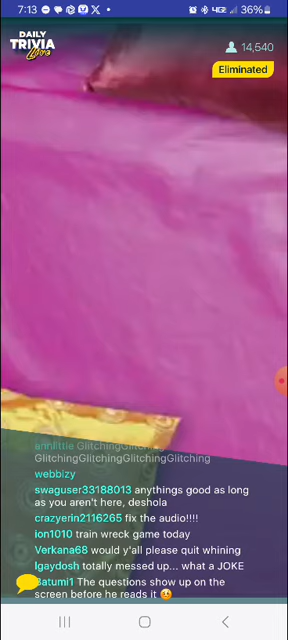 7:13 36%
DAILY
TRIVIA
14,540
Eliminated
annlittle GlitchingGlitching
GlitchingGlitchingGlitchingGlitching
webbizy
swaguser33188013 anythings good as long
as you aren't here, deshola
crazyerin2116265 fix the audio!!!!
ion1010 train wreck game today
Verkana68 would y'all please quit whining
lgaydosh totally messed up... what a JOKE
Batumi1 The questions show up on the
screen before he reads it 🥺